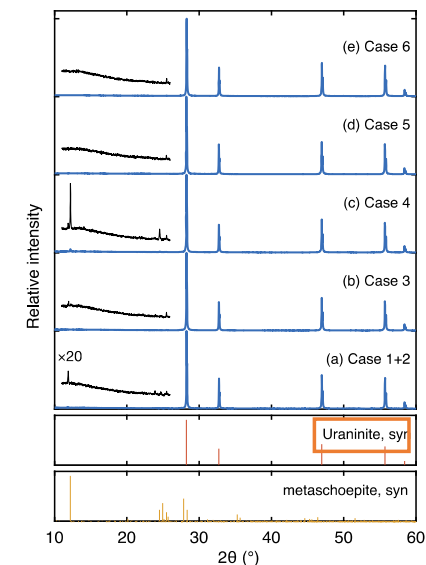 (e) Case 6
(d) Case 5
(c) Case 4
(b) Case 3
×20
(a) Case 1+2
Relative intensity
Uraninite, syn
metaschoepite, syn
10 20 30 40 50 60
2θ (°)